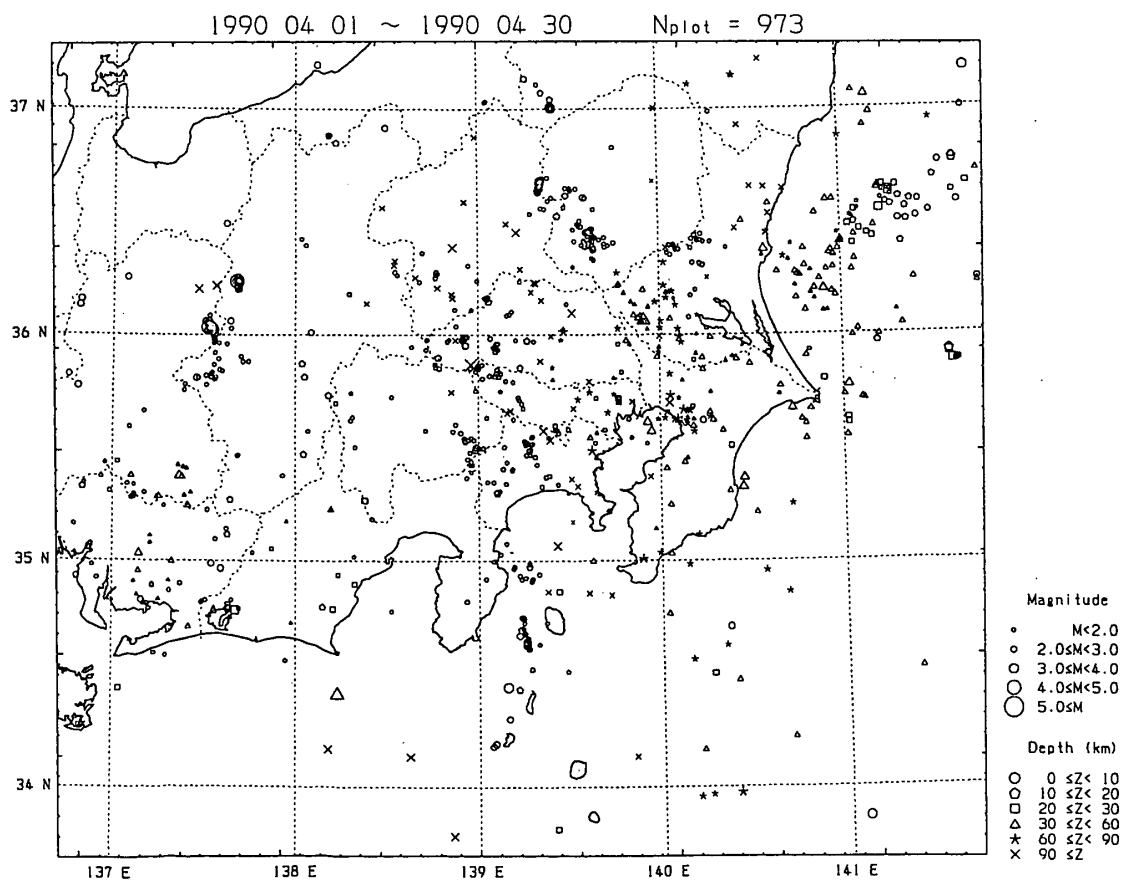 1990 04 01 ~ 1990 04 30 Nplot = 973
37 N
36 N
35 N
34 N
137 E 138 E 139 E 140 E 141 E
Magnitude
M<2.0
2.0≤M<3.0
3.0≤M<4.0
4.0≤M<5.0
5.0≤M
Depth (km)
0 ≤Z< 10
10 ≤Z< 20
20 ≤Z< 30
30 ≤Z< 60
60 ≤Z< 90
90 ≤Z